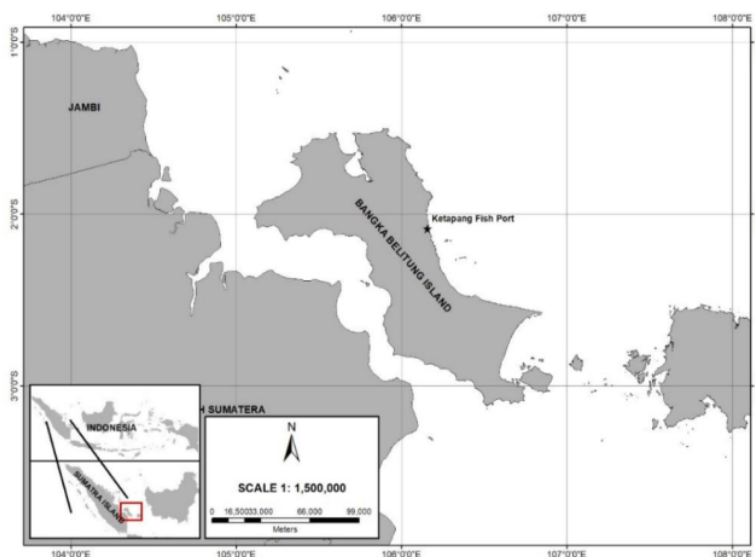 104°0'0"E 105°0'0"E 106°0'0"E 107°0'0"E 108°0'0"E
1°0'0"S
JAMBI
2°0'0"S
Ketapang Fish Port
BANGKA BELITUNG ISLAND
3°0'0"S
H SUMATERA
INDONESIA
SUMATRA ISLAND
N
SCALE 1: 1,500,000
0 16,50033,000 66,000 99,000
Meters
104°0'0"E 105°0'0"E 106°0'0"E 107°0'0"E 108°0'0"E